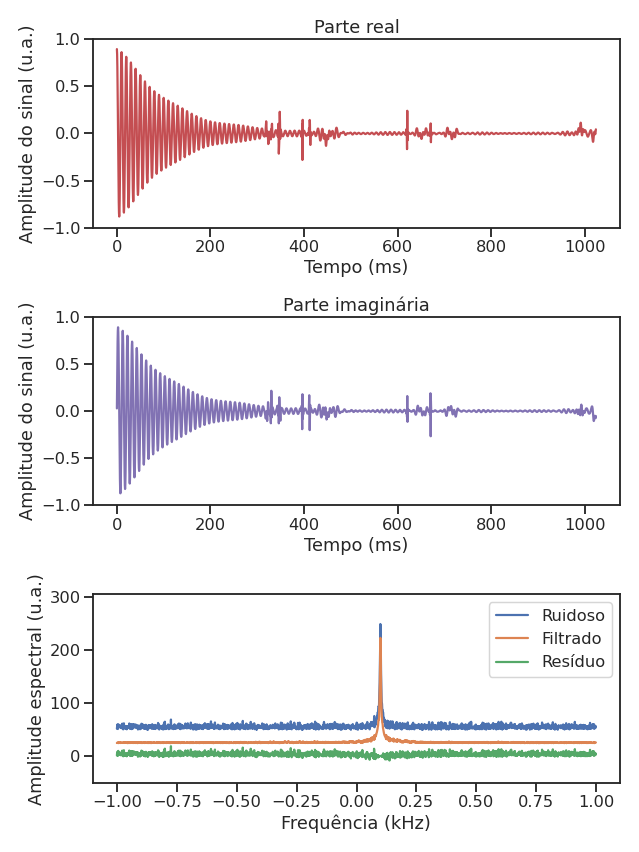 Parte real
Amplitude do sinal (u.a.)
1.0
0.5
0.0
−0.5
−1.0
0 200 400 600 800 1000
Tempo (ms)
Parte imaginária
Amplitude do sinal (u.a.)
1.0
0.5
0.0
−0.5
−1.0
0 200 400 600 800 1000
Tempo (ms)
Amplitude espectral (u.a.)
300
200
100
0
Ruidoso
Filtrado
Resíduo
−1.00 −0.75 −0.50 −0.25 0.00 0.25 0.50 0.75 1.00
Frequência (kHz)